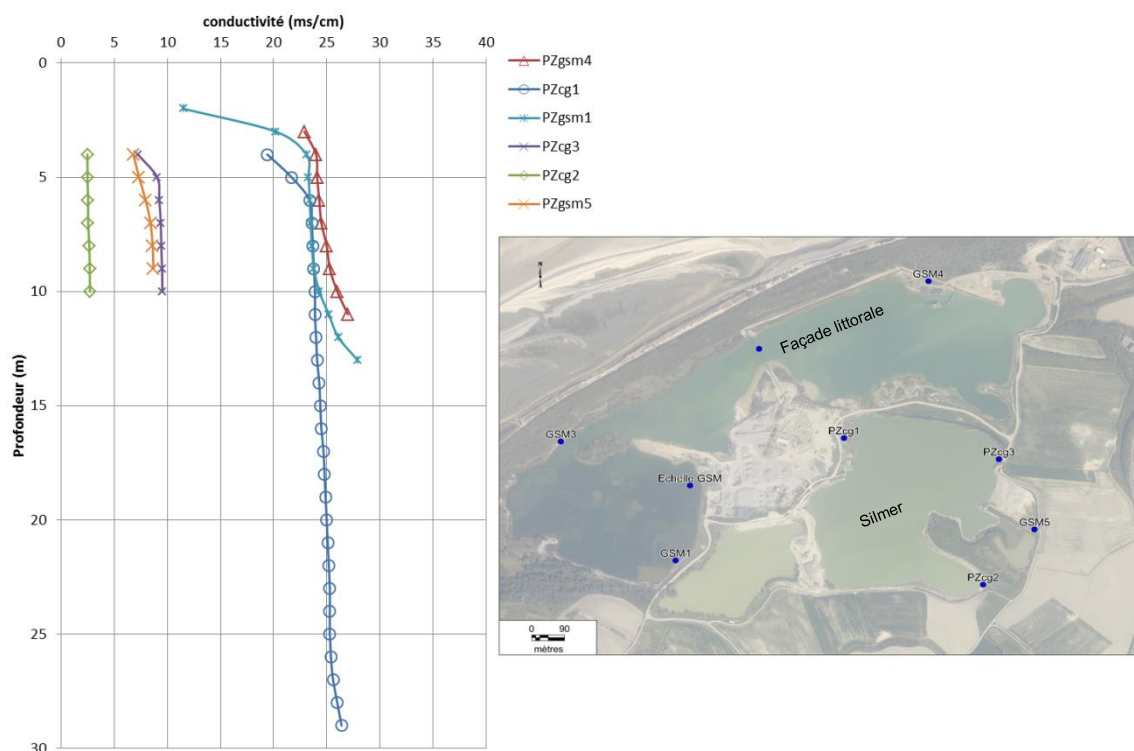 conductivité (ms/cm)
0 5 10 15 20 25 30 35 40
0
5
10
15
20
25
30
Profondeur (m)
PZgsm4
PZcg1
PZgsm1
PZcg3
PZcg2
PZgsm5
N
GSM4
Façade littorale
GSM3
PZcg1
PZcg3
Echelle GSM
Silmer
GSM5
GSM1
PZcg2
0 90
mètres